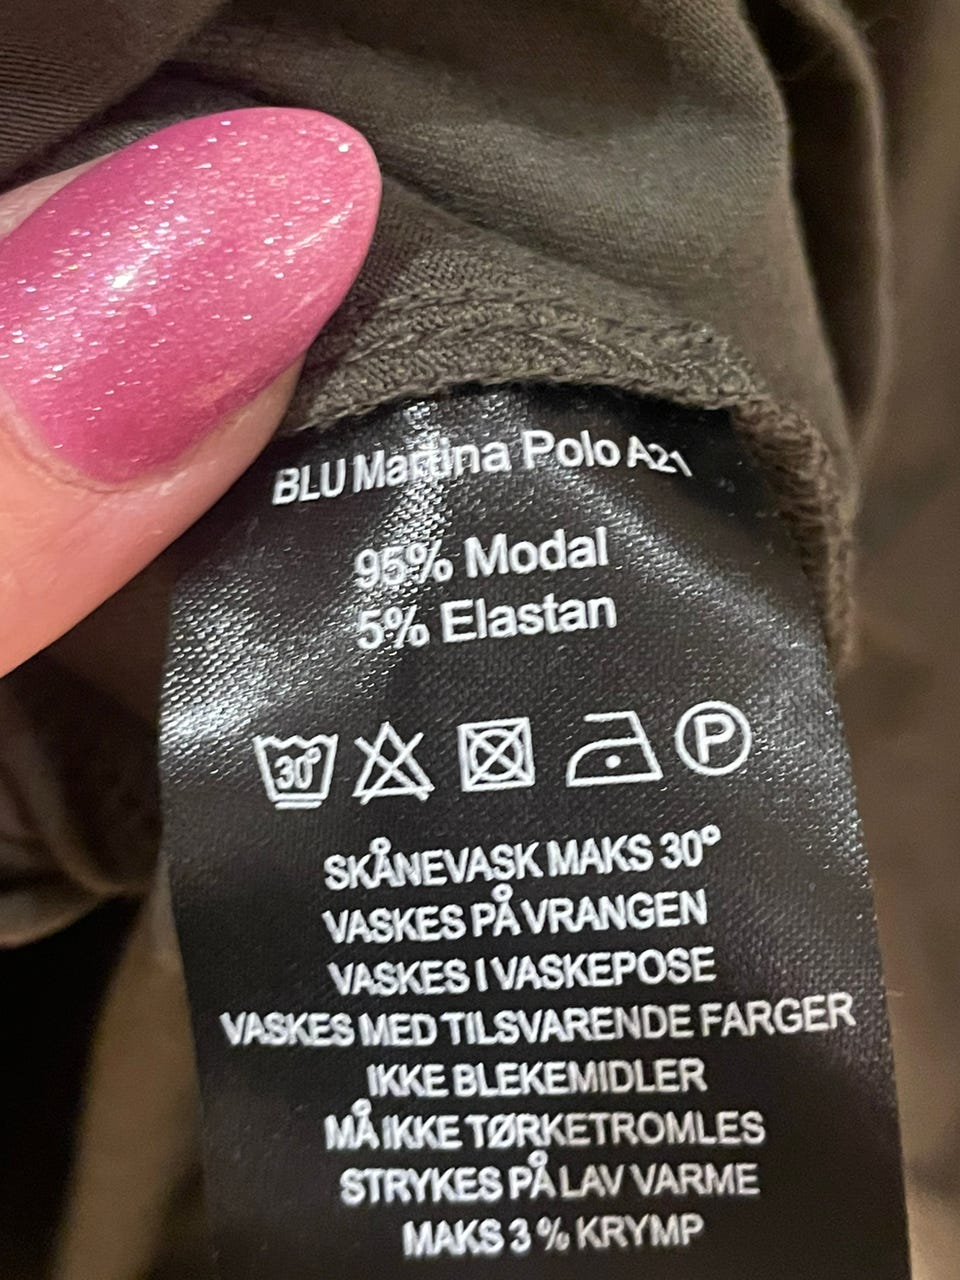 BLU Martina Polo A21
95% Modal
5% Elastan
30° P
SKÅNEVASK MAKS 30°
VASKES PÅ VRANGEN
VASKES I VASKEPOSE
VASKES MED TILSVARENDE FARGER
IKKE BLEKEMIDLER
MÅ IKKE TØRKETROMLES
STRYKES PÅ LAV VARME
MAKS 3 % KRYMP